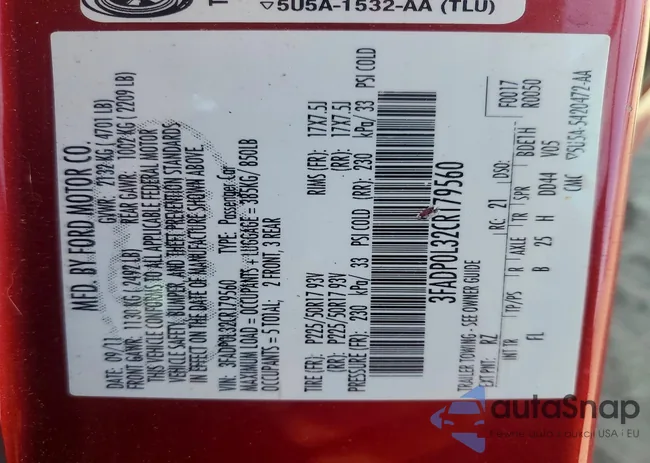 ▽5U5A-1532-AA (TLU)
MFD. BY FORD MOTOR CO.
DATE: 09/11 GVWR: 2132 KG ( 4701 LB)
FRONT GAWR: 1130 KG ( 2492 LB) REAR GAWR: 1002 KG ( 2209 LB)
THIS VEHICLE CONFORMS TO ALL APPLICABLE FEDERAL MOTOR
VEHICLE SAFETY, BUMPER, AND THEFT PREVENTION STANDARDS
IN EFFECT ON THE DATE OF MANUFACTURE SHOWN ABOVE.
VIN: 3FADP0L32CR179560 TYPE: Passenger Car
MAXIMUM LOAD = OCCUPANTS + LUGGAGE = 385KG/ 850LB
OCCUPANTS = 5 TOTAL; 2 FRONT, 3 REAR
TIRE (FR): P225/50R17 93V RIMS (FR): 17X7.5J
(RR): P225/50R17 93V (RR): 17X7.5J
PRESSURE (FR): 230 kPa/ 33 PSI COLD (RR): 230 kPa/ 33 PSI COLD
3FADP0L32CR179560
TRAILER TOWING - SEE OWNER GUIDE F0017
EXT PNT: RZ RC: 21 DSO: R0050
INT TR TP/PS R AXLE TR SPR BDE1H
FL B 25 H DD44 V05
CNC ▽5U5A-5420472-AA
autoSnap
USA • EU